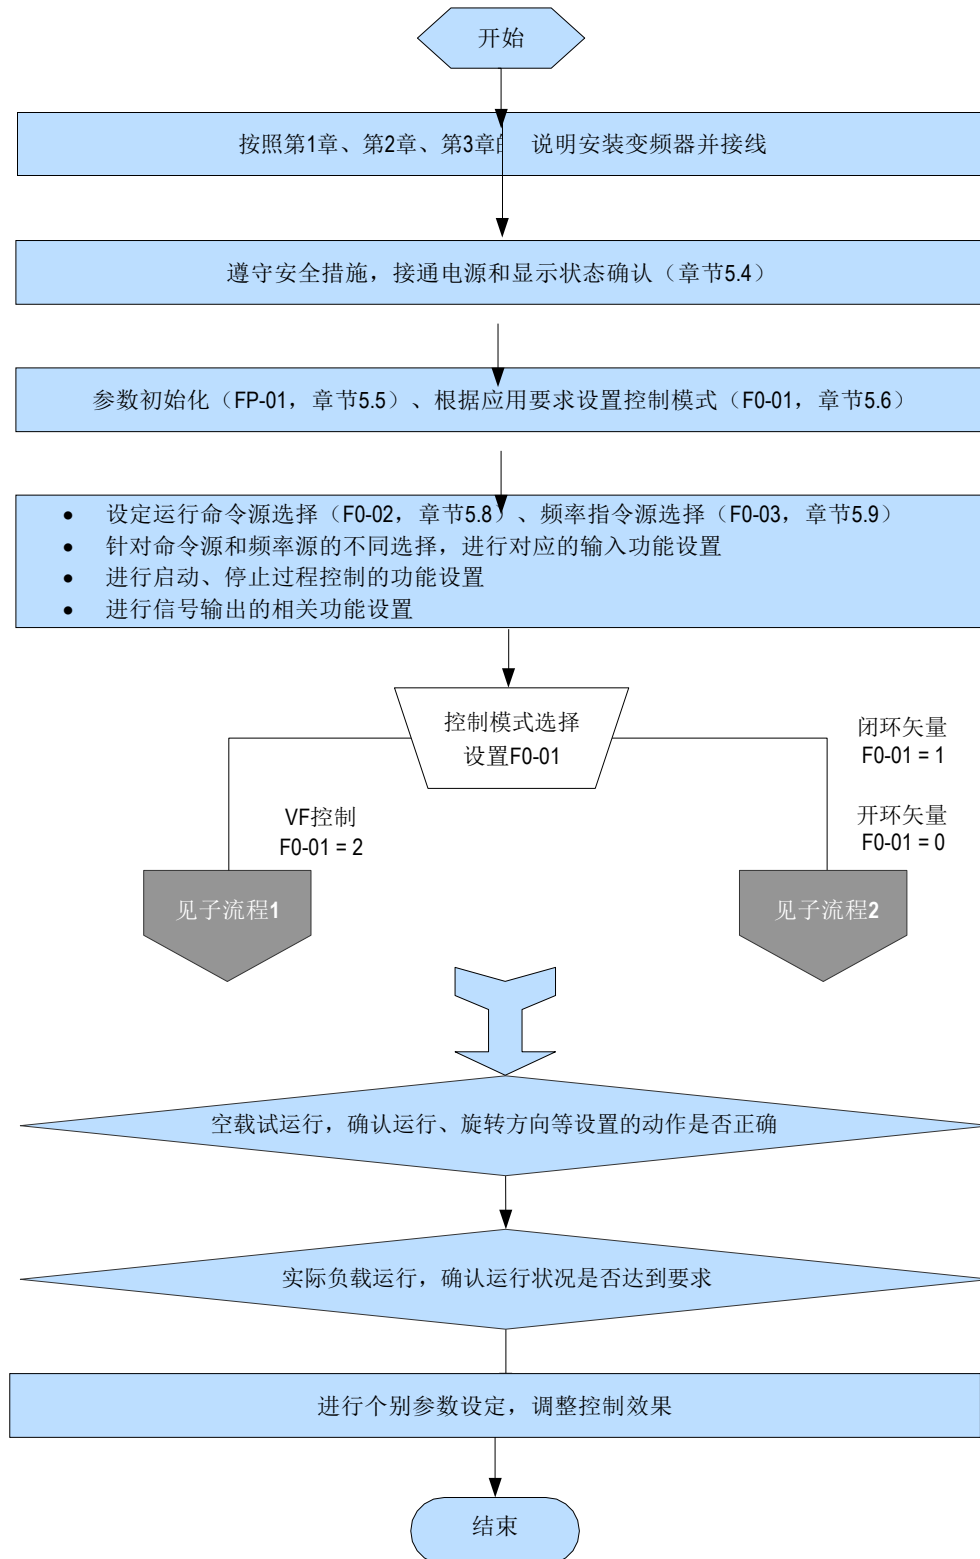 开始
按照第1章、第2章、第3章的 说明安装变频器并接线
遵守安全措施，接通电源和显示状态确认（章节5.4）
参数初始化（FP-01，章节5.5）、根据应用要求设置控制模式（F0-01，章节5.6）
• 设定运行命令源选择（F0-02，章节5.8）、频率指令源选择（F0-03，章节5.9）
• 针对命令源和频率源的不同选择，进行对应的输入功能设置
• 进行启动、停止过程控制的功能设置
• 进行信号输出的相关功能设置
控制模式选择
设置F0-01
闭环矢量
F0-01 = 1
VF控制
F0-01 = 2
开环矢量
F0-01 = 0
见子流程1
见子流程2
空载试运行，确认运行、旋转方向等设置的动作是否正确
实际负载运行，确认运行状况是否达到要求
进行个别参数设定，调整控制效果
结束